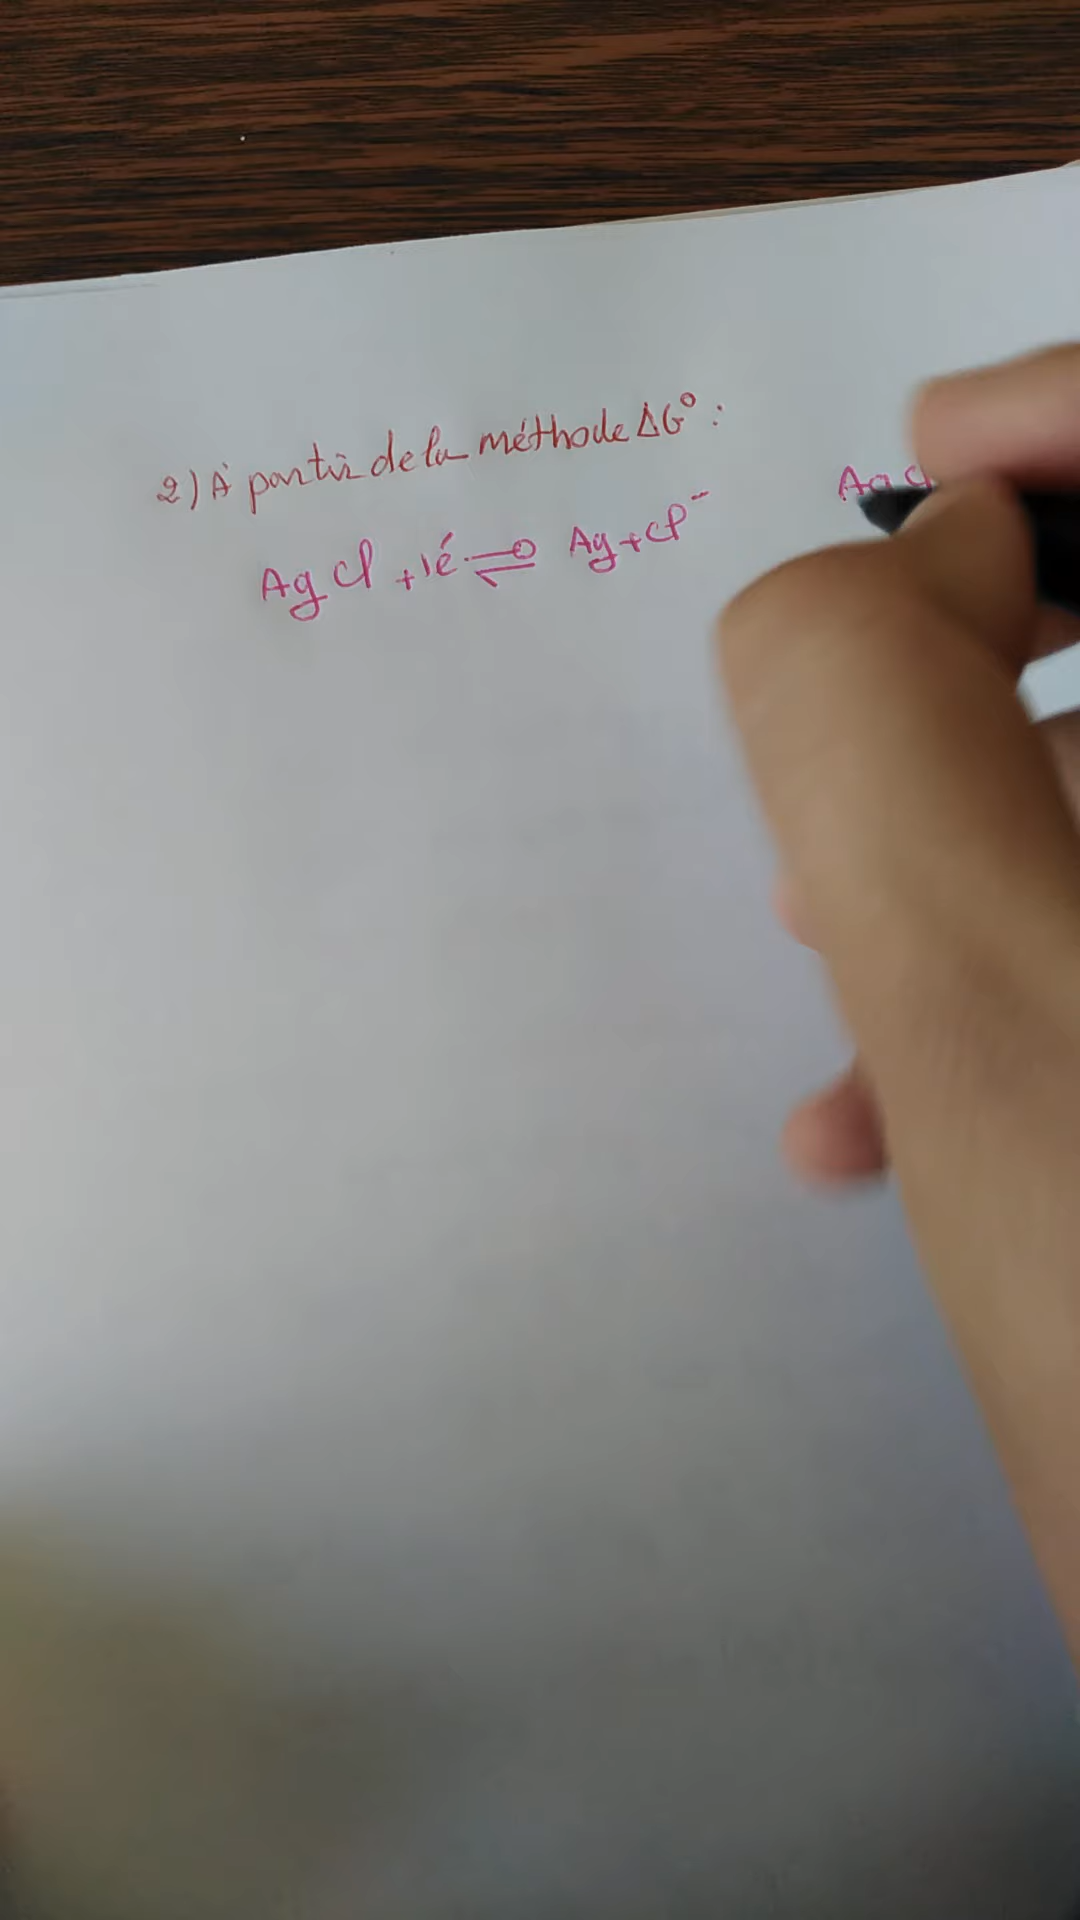 2) À partir de la méthode ΔG° :
AgCl + 1é ⇌ Ag + Cl⁻